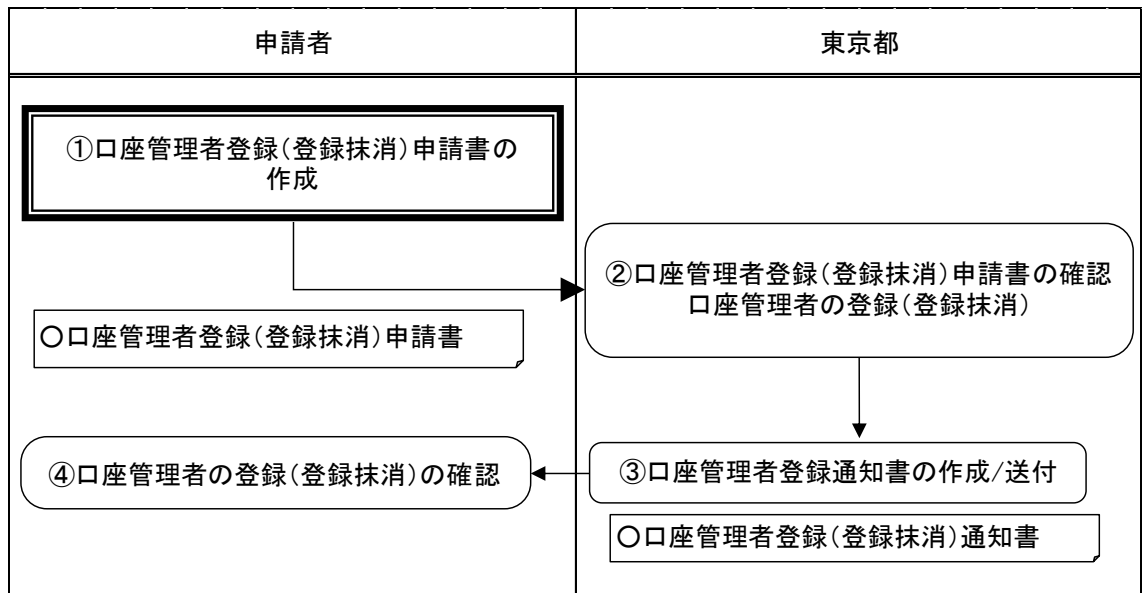 申請者
東京都
①口座管理者登録(登録抹消)申請書の
作成
②口座管理者登録(登録抹消)申請書の確認
口座管理者の登録(登録抹消)
○口座管理者登録(登録抹消)申請書
③口座管理者登録通知書の作成/送付
○口座管理者登録(登録抹消)通知書
④口座管理者の登録(登録抹消)の確認